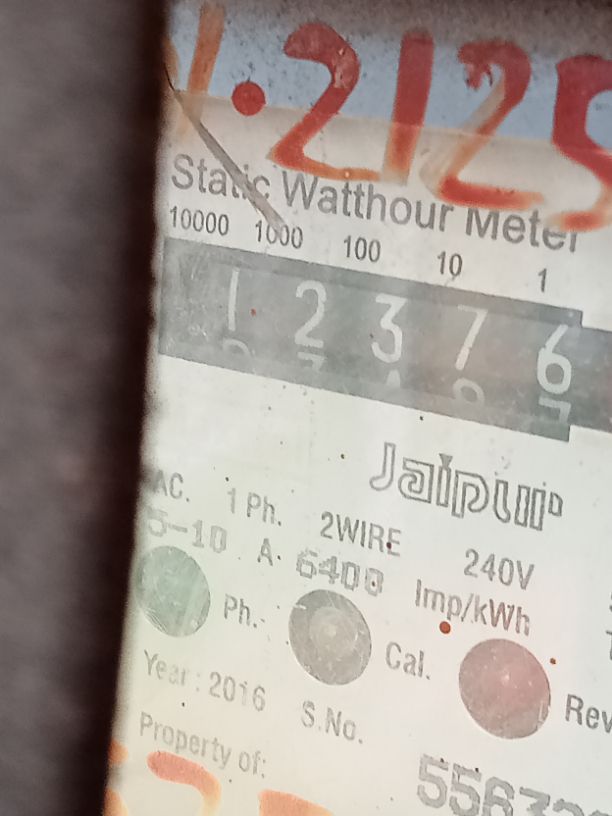 1.2125
Static Watthour Meter
10000 1000 100 10 1
1 2 3 7 6
Jaipur
AC. 1 Ph. 2WIRE 240V
5-10 A. 6400 Imp/kWh
Ph.- Cal. Rev
Year : 2016 S.No.
Property of: